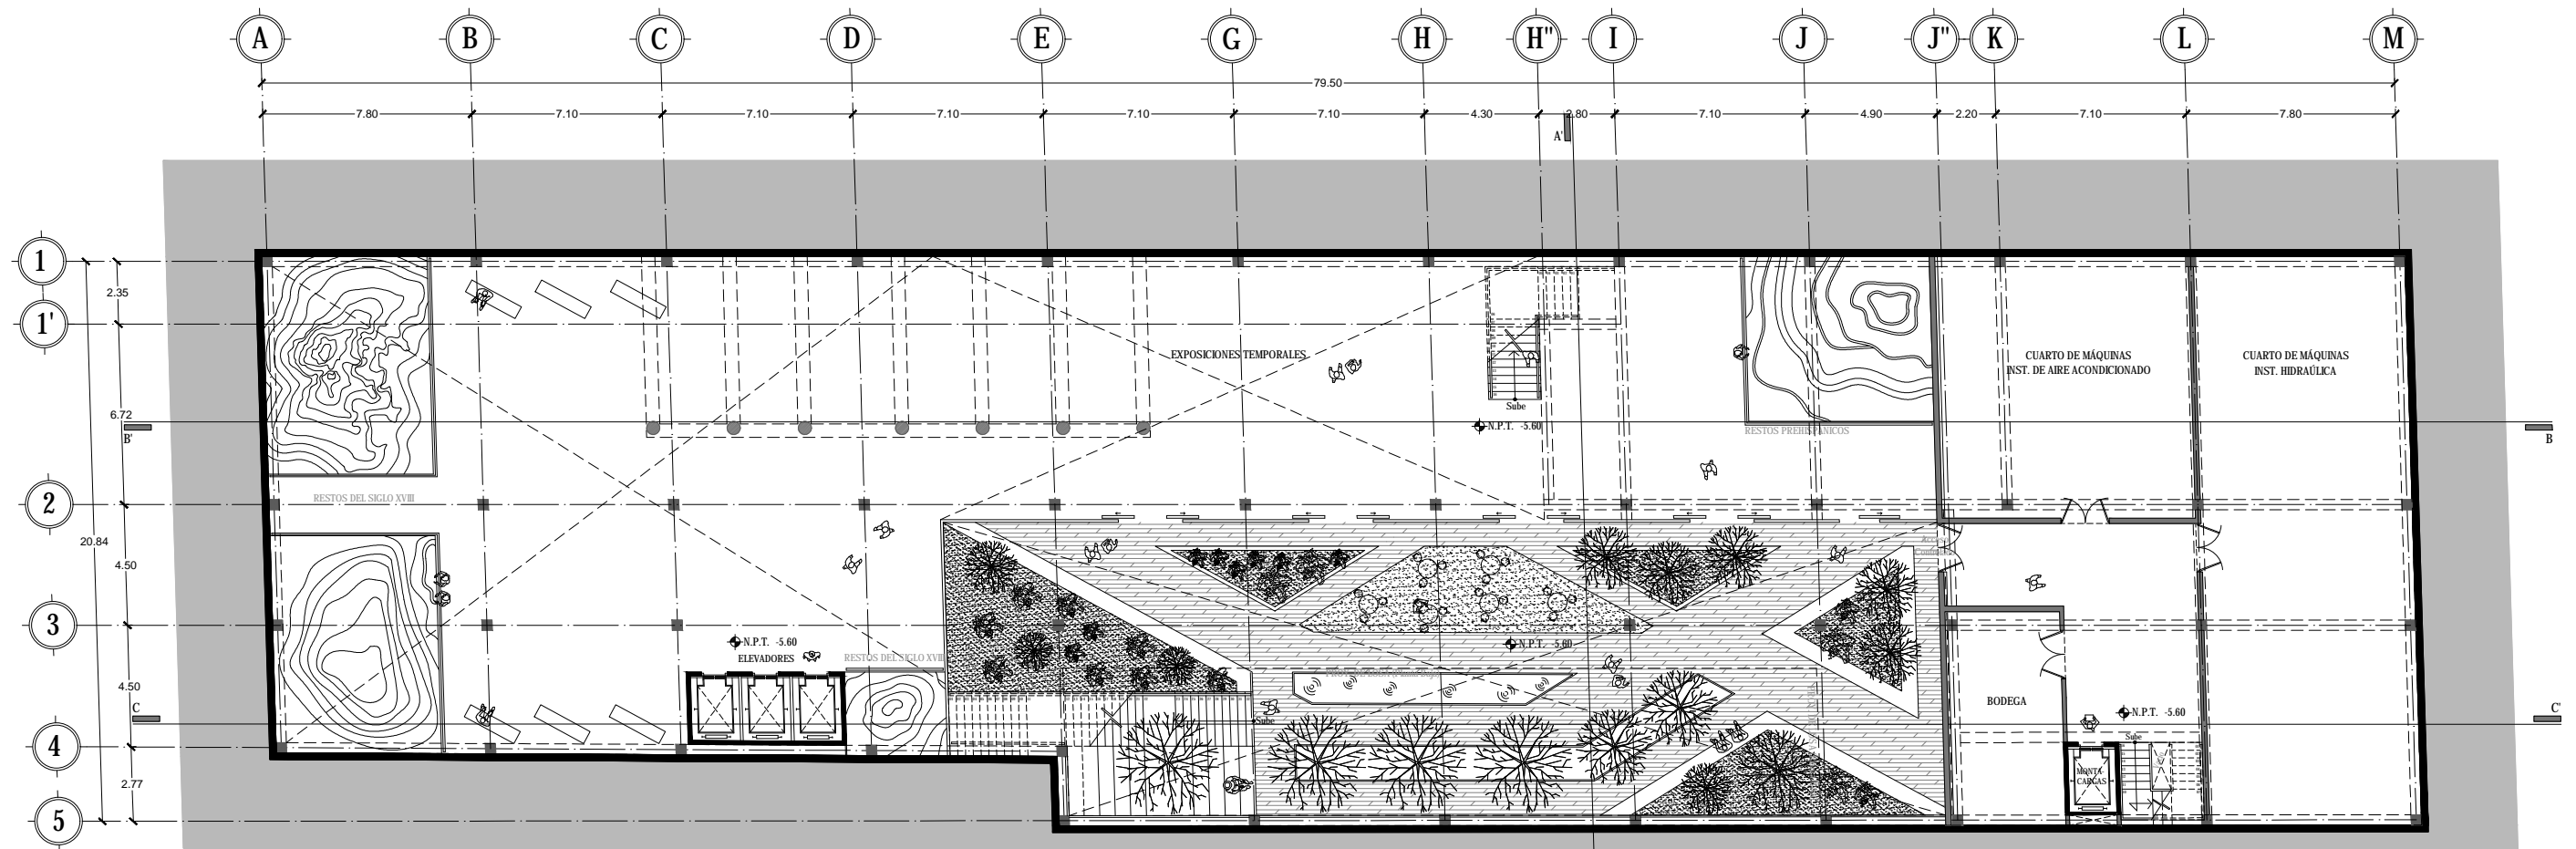 A B C D E G H H" I J J" K L M
79.50
7.80 7.10 7.10 7.10 7.10 7.10 4.30 2.80 7.10 4.90 2.20 7.10 7.80
A'
1
2.35
1'
EXPOSICIONES TEMPORALES
CUARTO DE MÁQUINAS
INST. DE AIRE ACONDICIONADO
CUARTO DE MÁQUINAS
INST. HIDRAÚLICA
Sube
6.72
B'
N.P.T. -5.60
RESTOS PREHISPÁNICOS
B
RESTOS DEL SIGLO XVIII
2
20.84
4.50
3
N.P.T. -5.60
ELEVADORES
RESTOS DEL SIGLO XVIII
N.P.T. -5.60
4.50
C
BODEGA
N.P.T. -5.60
C'
Sube
Sube
4
2.77
MONTA-
CARGAS
5